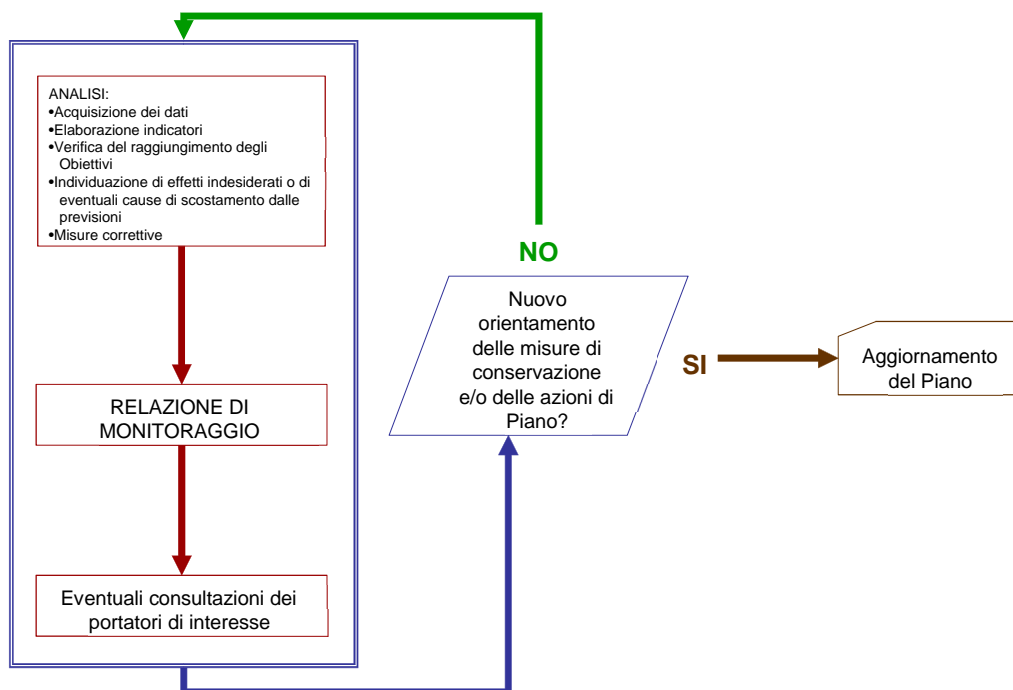 ANALISI:
•Acquisizione dei dati
•Elaborazione indicatori
•Verifica del raggiungimento degli
Obiettivi
•Individuazione di effetti indesiderati o di
eventuali cause di scostamento dalle
previsioni
•Misure correttive
RELAZIONE DI
MONITORAGGIO
Eventuali consultazioni dei
portatori di interesse
NO
Nuovo
orientamento
delle misure di
conservazione
e/o delle azioni di
Piano?
SI
Aggiornamento
del Piano